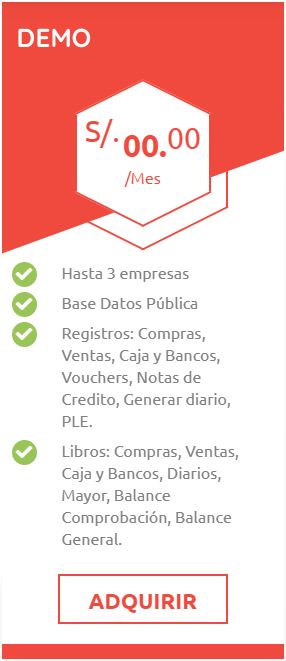 DEMO
S/. 00.00
/Mes
Hasta 3 empresas
Base Datos Pública
Registros: Compras,
Ventas, Caja y Bancos,
Vouchers, Notas de
Credito, Generar diario,
PLE.
Libros: Compras, Ventas,
Caja y Bancos, Diarios,
Mayor, Balance
Comprobación, Balance
General.
ADQUIRIR